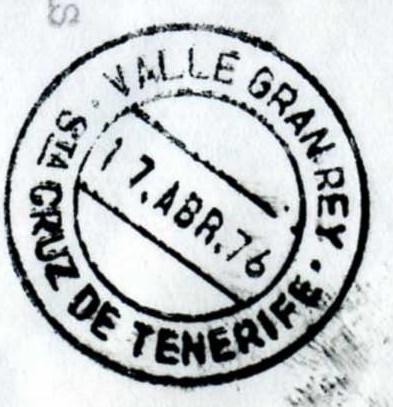 VALLE GRAN REY
17.ABR.76
STA CRUZ DE TENERIFE